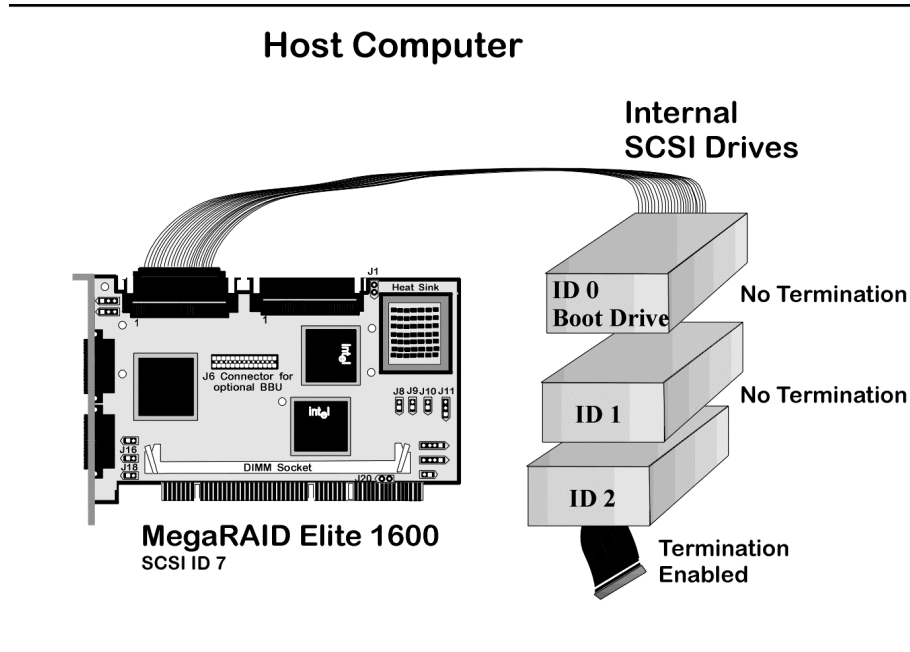 Host Computer
Internal
SCSI Drives
J1
Heat Sink
1
1
intel
J6 Connector for
optional BBU
intel
J8 J9 J10 J11
J16
J18
DIMM Socket
J20
MegaRAID Elite 1600
SCSI ID 7
ID 0
Boot Drive
No Termination
ID 1
No Termination
ID 2
Termination
Enabled